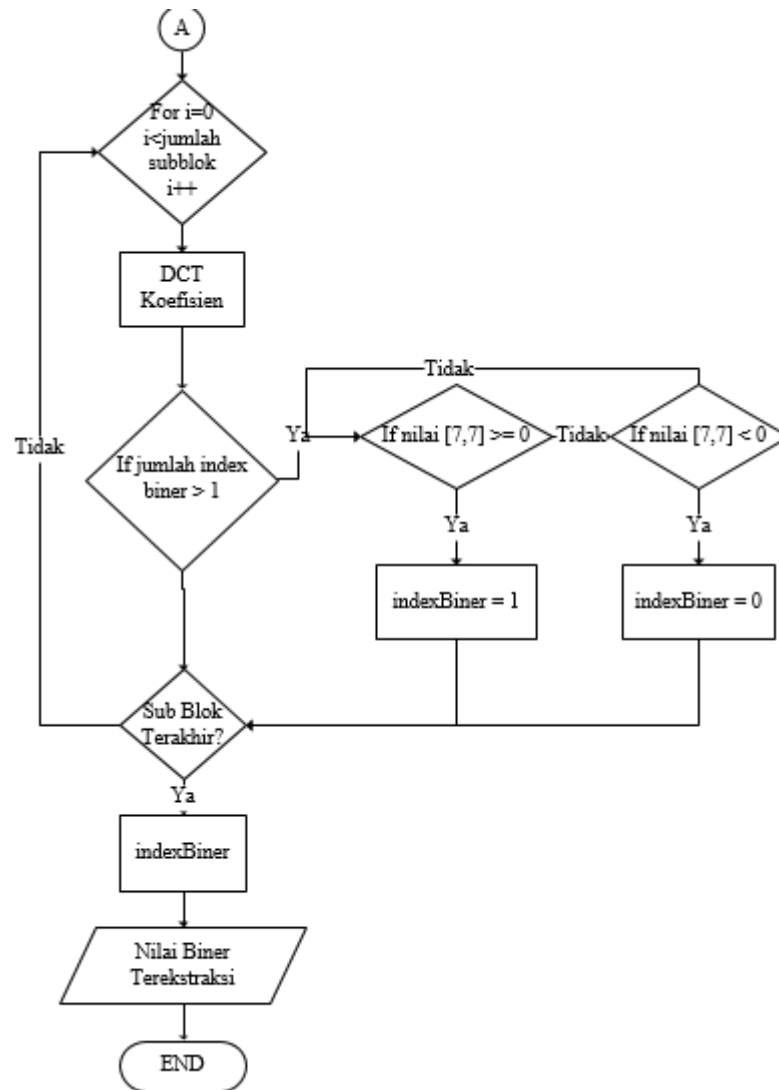 A
For i=0
i<jumlah
subblok
i++
DCT
Koefisien
Tidak
Tidak
Ya
If nilai [7,7] >= 0
Tidak
If nilai [7,7] < 0
If jumlah index
biner > 1
Ya
Ya
indexBiner = 1
indexBiner = 0
Sub Blok
Terakhir?
Ya
indexBiner
Nilai Biner
Terekstraksi
END